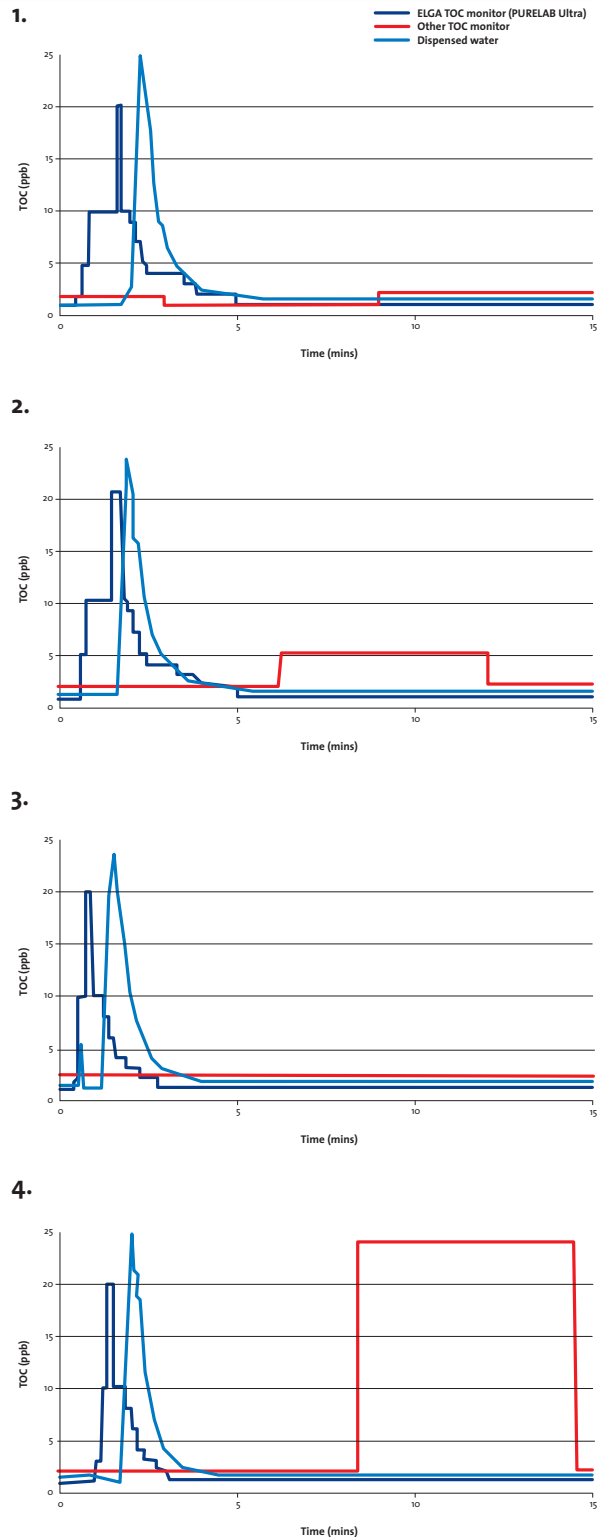 1.
ELGA TOC monitor (PURELAB Ultra)
Other TOC monitor
Dispensed water
25
20
15
10
5
0
TOC (ppb)
0 5 10 15
Time (mins)
2.
25
20
15
10
5
0
TOC (ppb)
0 5 10 15
Time (mins)
3.
25
20
15
10
5
0
TOC (ppb)
0 5 10 15
Time (mins)
4.
25
20
15
10
5
0
TOC (ppb)
0 5 10 15
Time (mins)